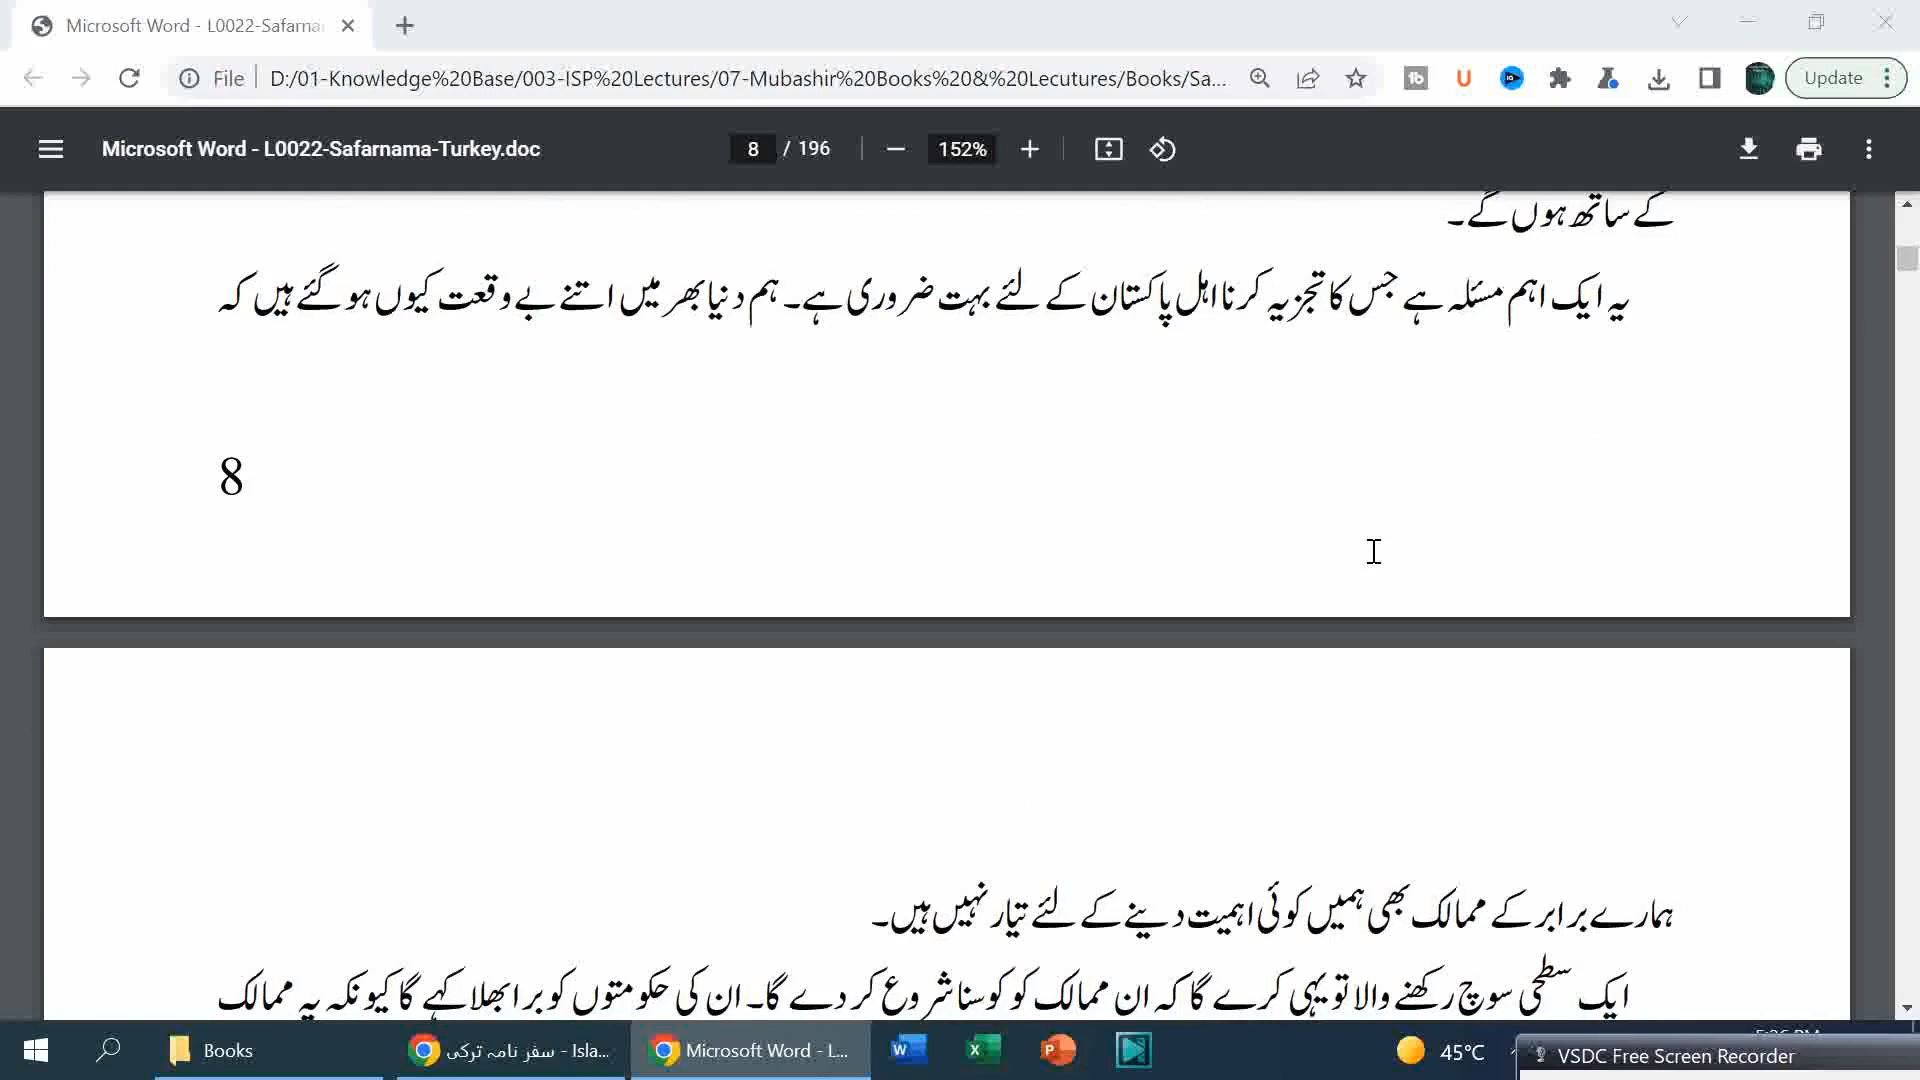 Microsoft Word - L0022-Safarna
File
D:/01-Knowledge%20Base/003-ISP%20Lectures/07-Mubashir%20Books%20&%20Lecutures/Books/Sa...
Update
Microsoft Word - L0022-Safarnama-Turkey.doc
8 / 196
152%
کے ساتھ ہوں گے۔
یہ ایک اہم مسئلہ ہے جس کا تجزیہ کرنا اہل پاکستان کے لئے بہت ضروری ہے۔ ہم دنیا بھر میں اتنے بے وقعت کیوں ہو گئے ہیں کہ
8
ہمارے برابر کے ممالک بھی ہمیں کوئی اہمیت دینے کے لئے تیار نہیں ہیں۔
ایک سطحی سوچ رکھنے والا تو یہی کرے گا کہ ان ممالک کو کوسنا شروع کر دے گا۔ ان کی حکومتوں کو برا بھلا کہے گا کیونکہ یہ ممالک
Books
سفر نامہ ترکی - Isla...
Microsoft Word - L...
45°C
VSDC Free Screen Recorder